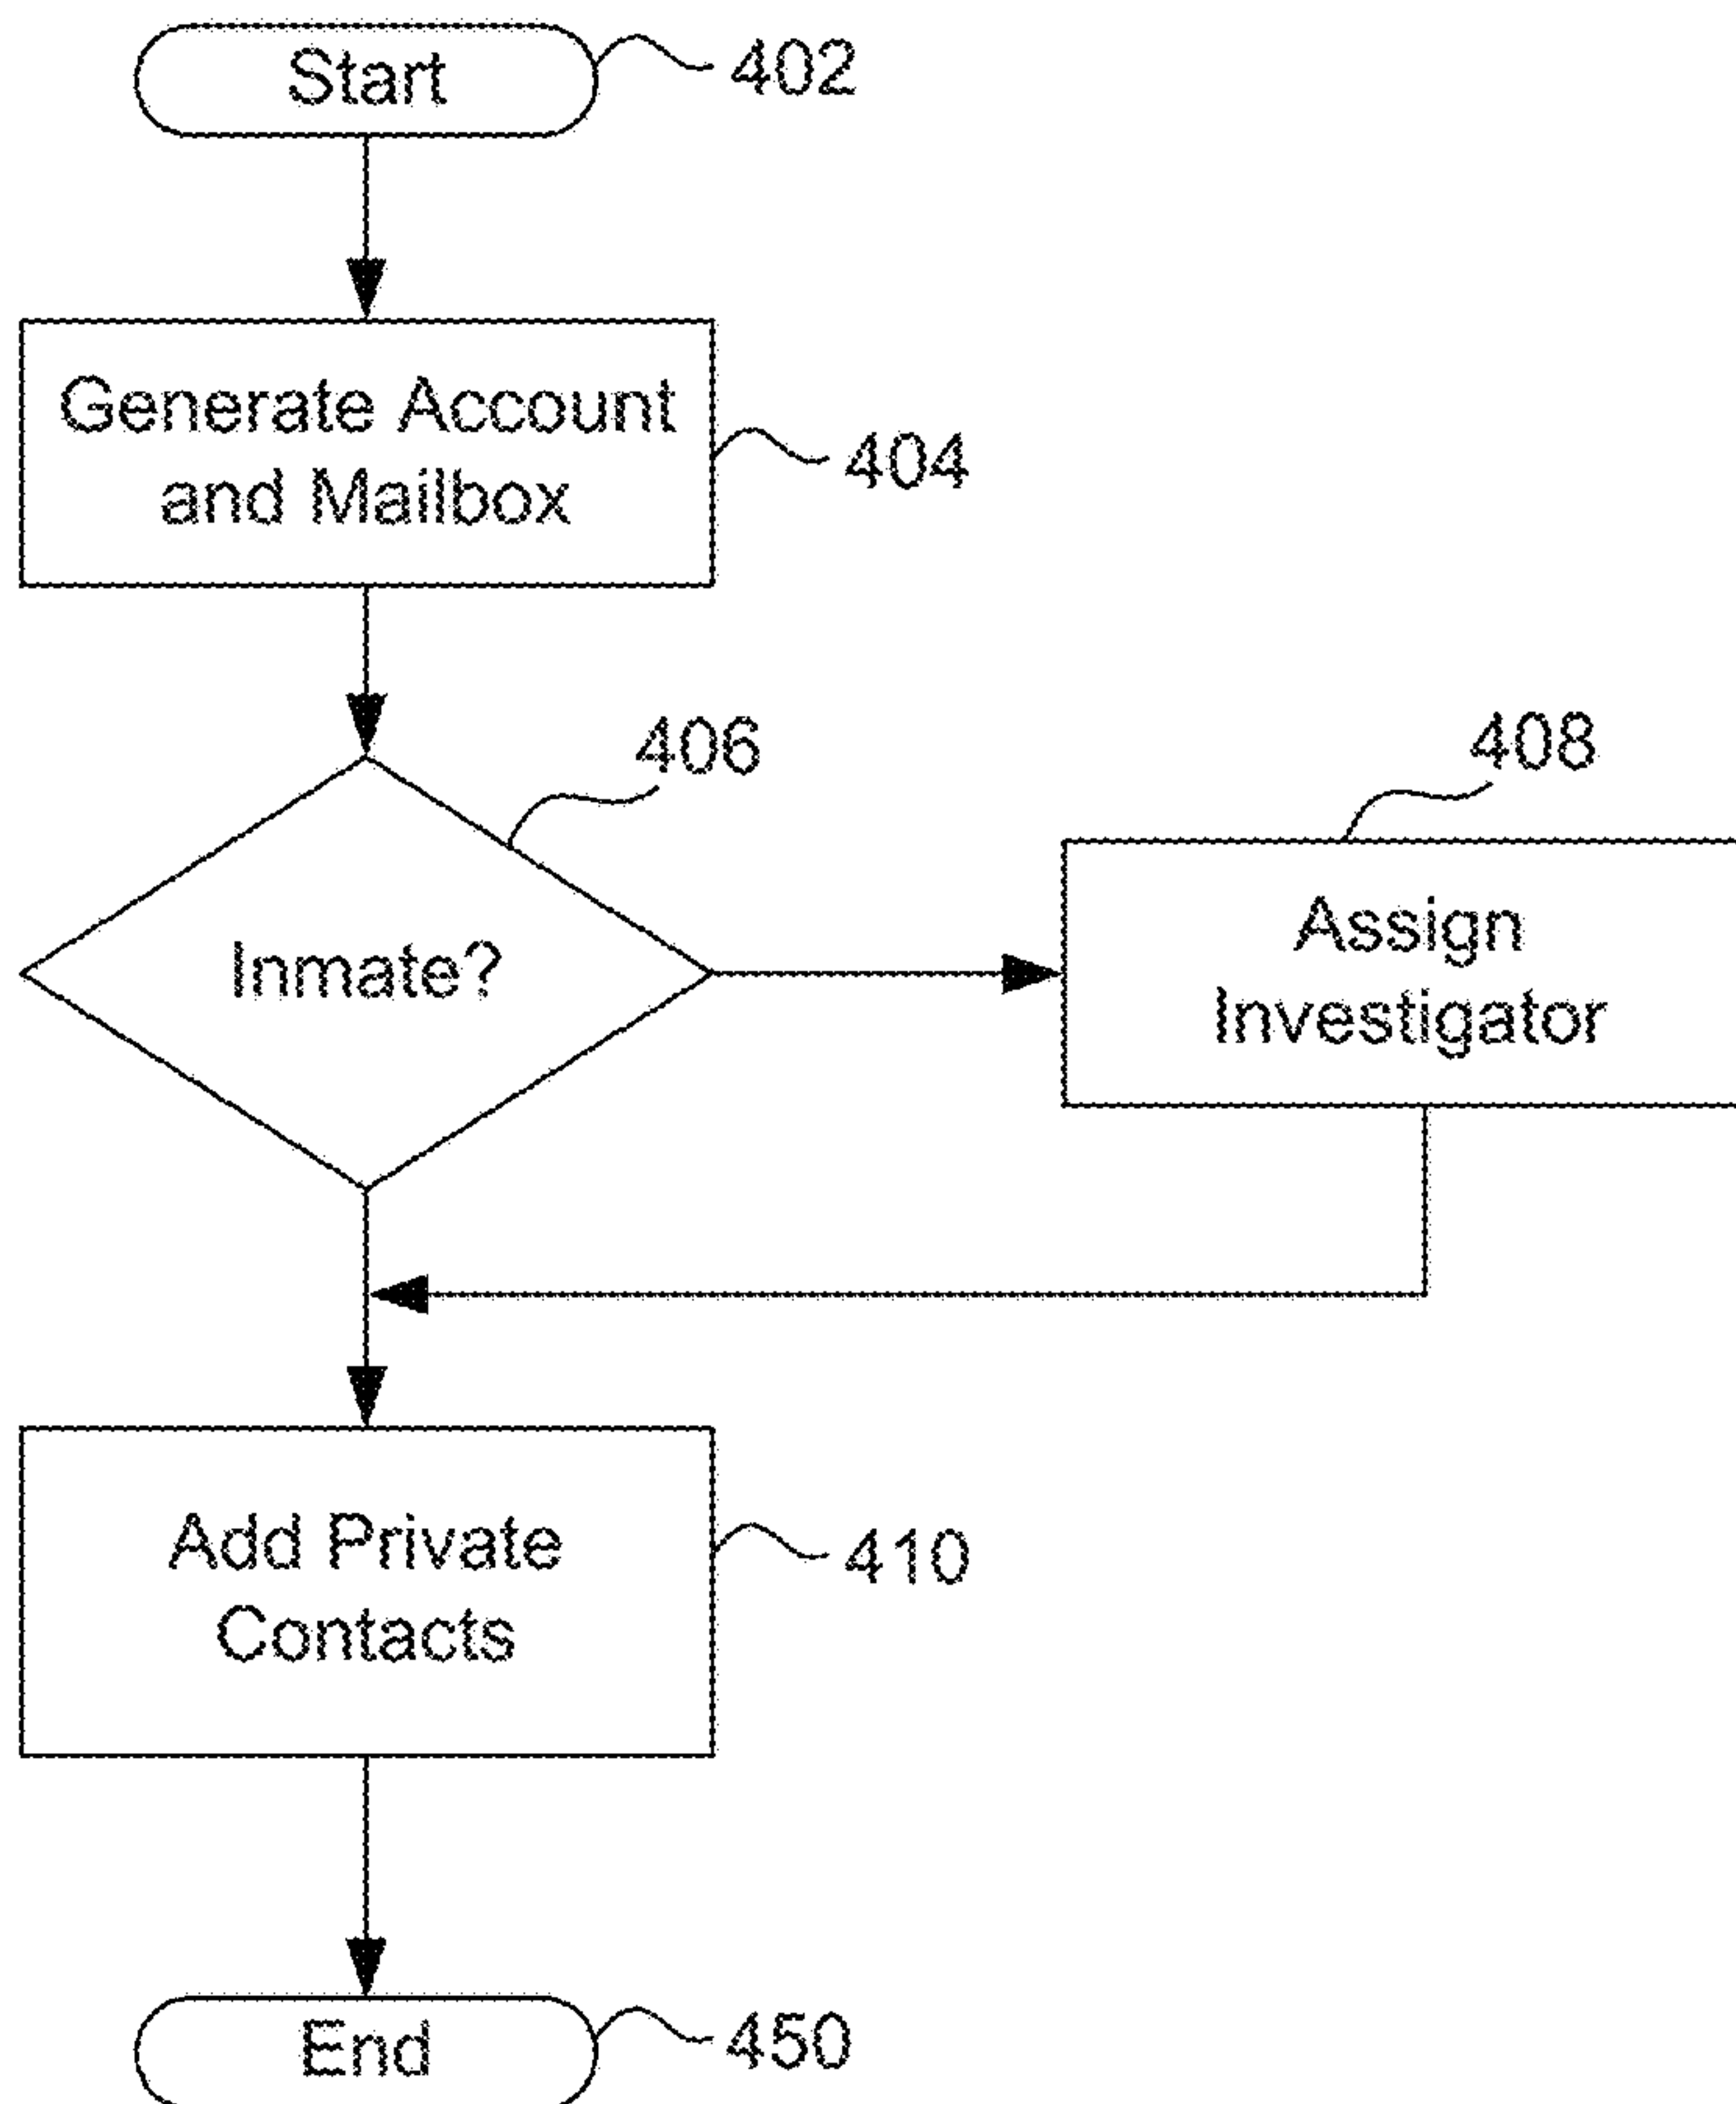 Start
402
Generate Account
and Mailbox
404
406
Inmate?
408
Assign
Investigator
Add Private
Contacts
410
End
450